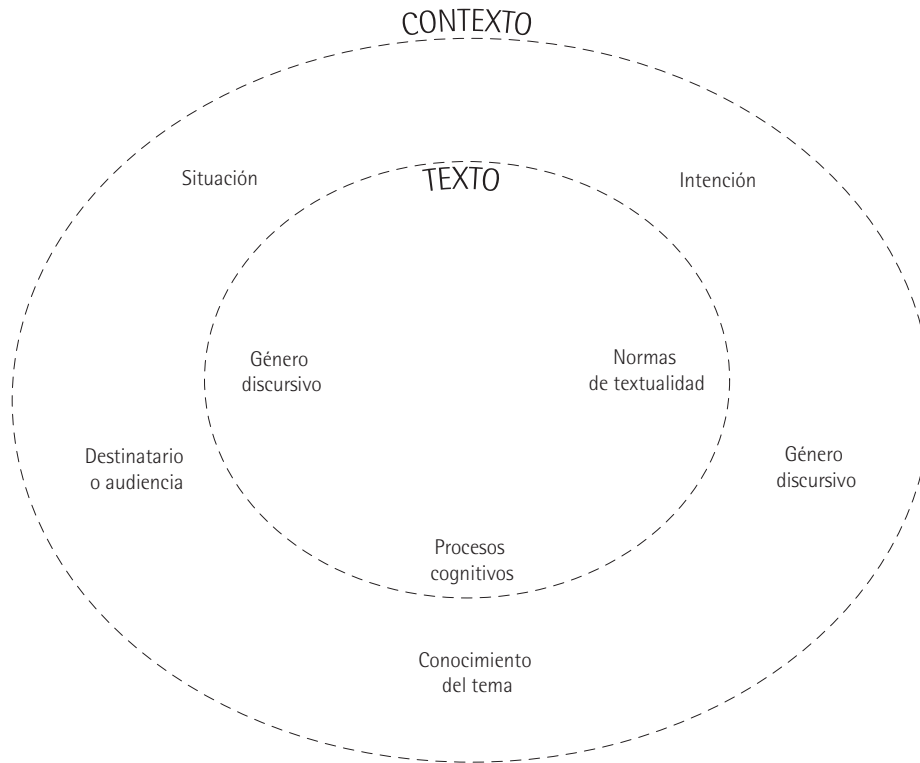 CONTEXTO
Situación
Intención
TEXTO
Género
discursivo
Normas
de textualidad
Destinatario
o audiencia
Género
discursivo
Procesos
cognitivos
Conocimiento
del tema